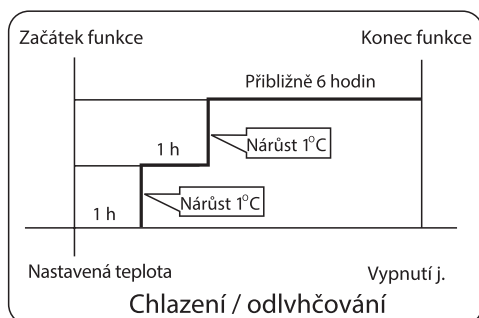 Začátek funkce Konec funkce
Přibližně 6 hodin
1 h Nárůst 1°C
1 h Nárůst 1°C
Nastavená teplota Vypnutí j.
Chlazení / odlvhčování